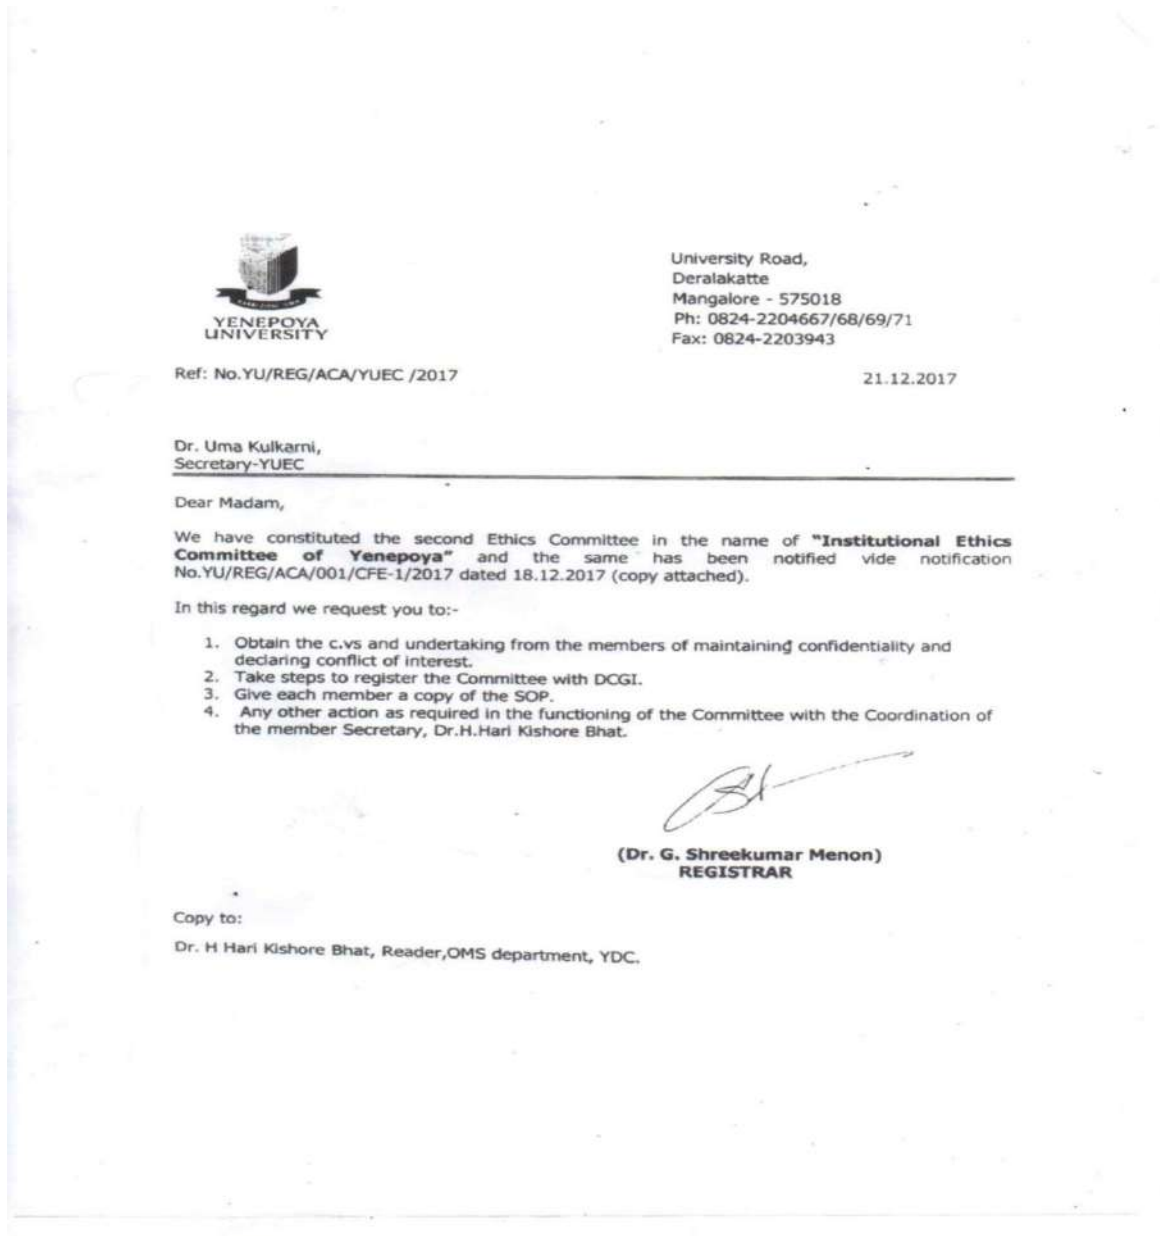 YENEPOYA
UNIVERSITY
University Road,
Deralakatte
Mangalore - 575018
Ph: 0824-2204667/68/69/71
Fax: 0824-2203943
Ref: No.YU/REG/ACA/YUEC /2017
21.12.2017
Dr. Uma Kulkarni,
Secretary-YUEC
Dear Madam,
We have constituted the second Ethics Committee in the name of "Institutional Ethics
Committee of Yenepoya" and the same has been notified vide notification
No.YU/REG/ACA/001/CFE-1/2017 dated 18.12.2017 (copy attached).
In this regard we request you to:-
1. Obtain the c.vs and undertaking from the members of maintaining confidentiality and
declaring conflict of interest.
2. Take steps to register the Committee with DCGI.
3. Give each member a copy of the SOP.
4. Any other action as required in the functioning of the Committee with the Coordination of
the member Secretary, Dr.H.Hari Kishore Bhat.
(Dr. G. Shreekumar Menon)
REGISTRAR
Copy to:
Dr. H Hari Kishore Bhat, Reader,OMS department, YDC.